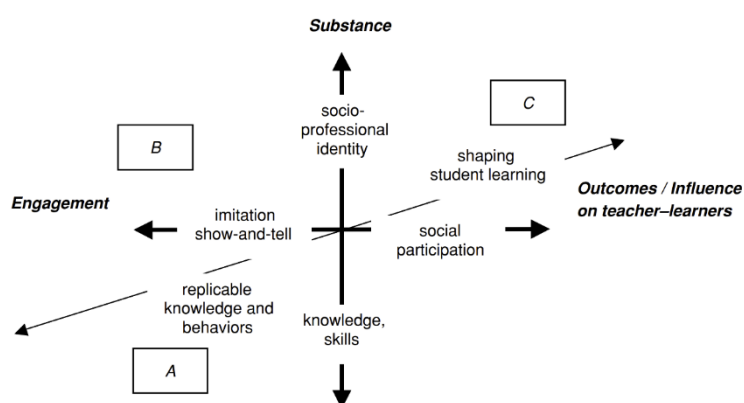 Substance
socio-
professional
identity
C
B
shaping
student learning
Outcomes / Influence
on teacher–learners
Engagement
imitation
show-and-tell
social
participation
replicable
knowledge and
behaviors
knowledge,
skills
A